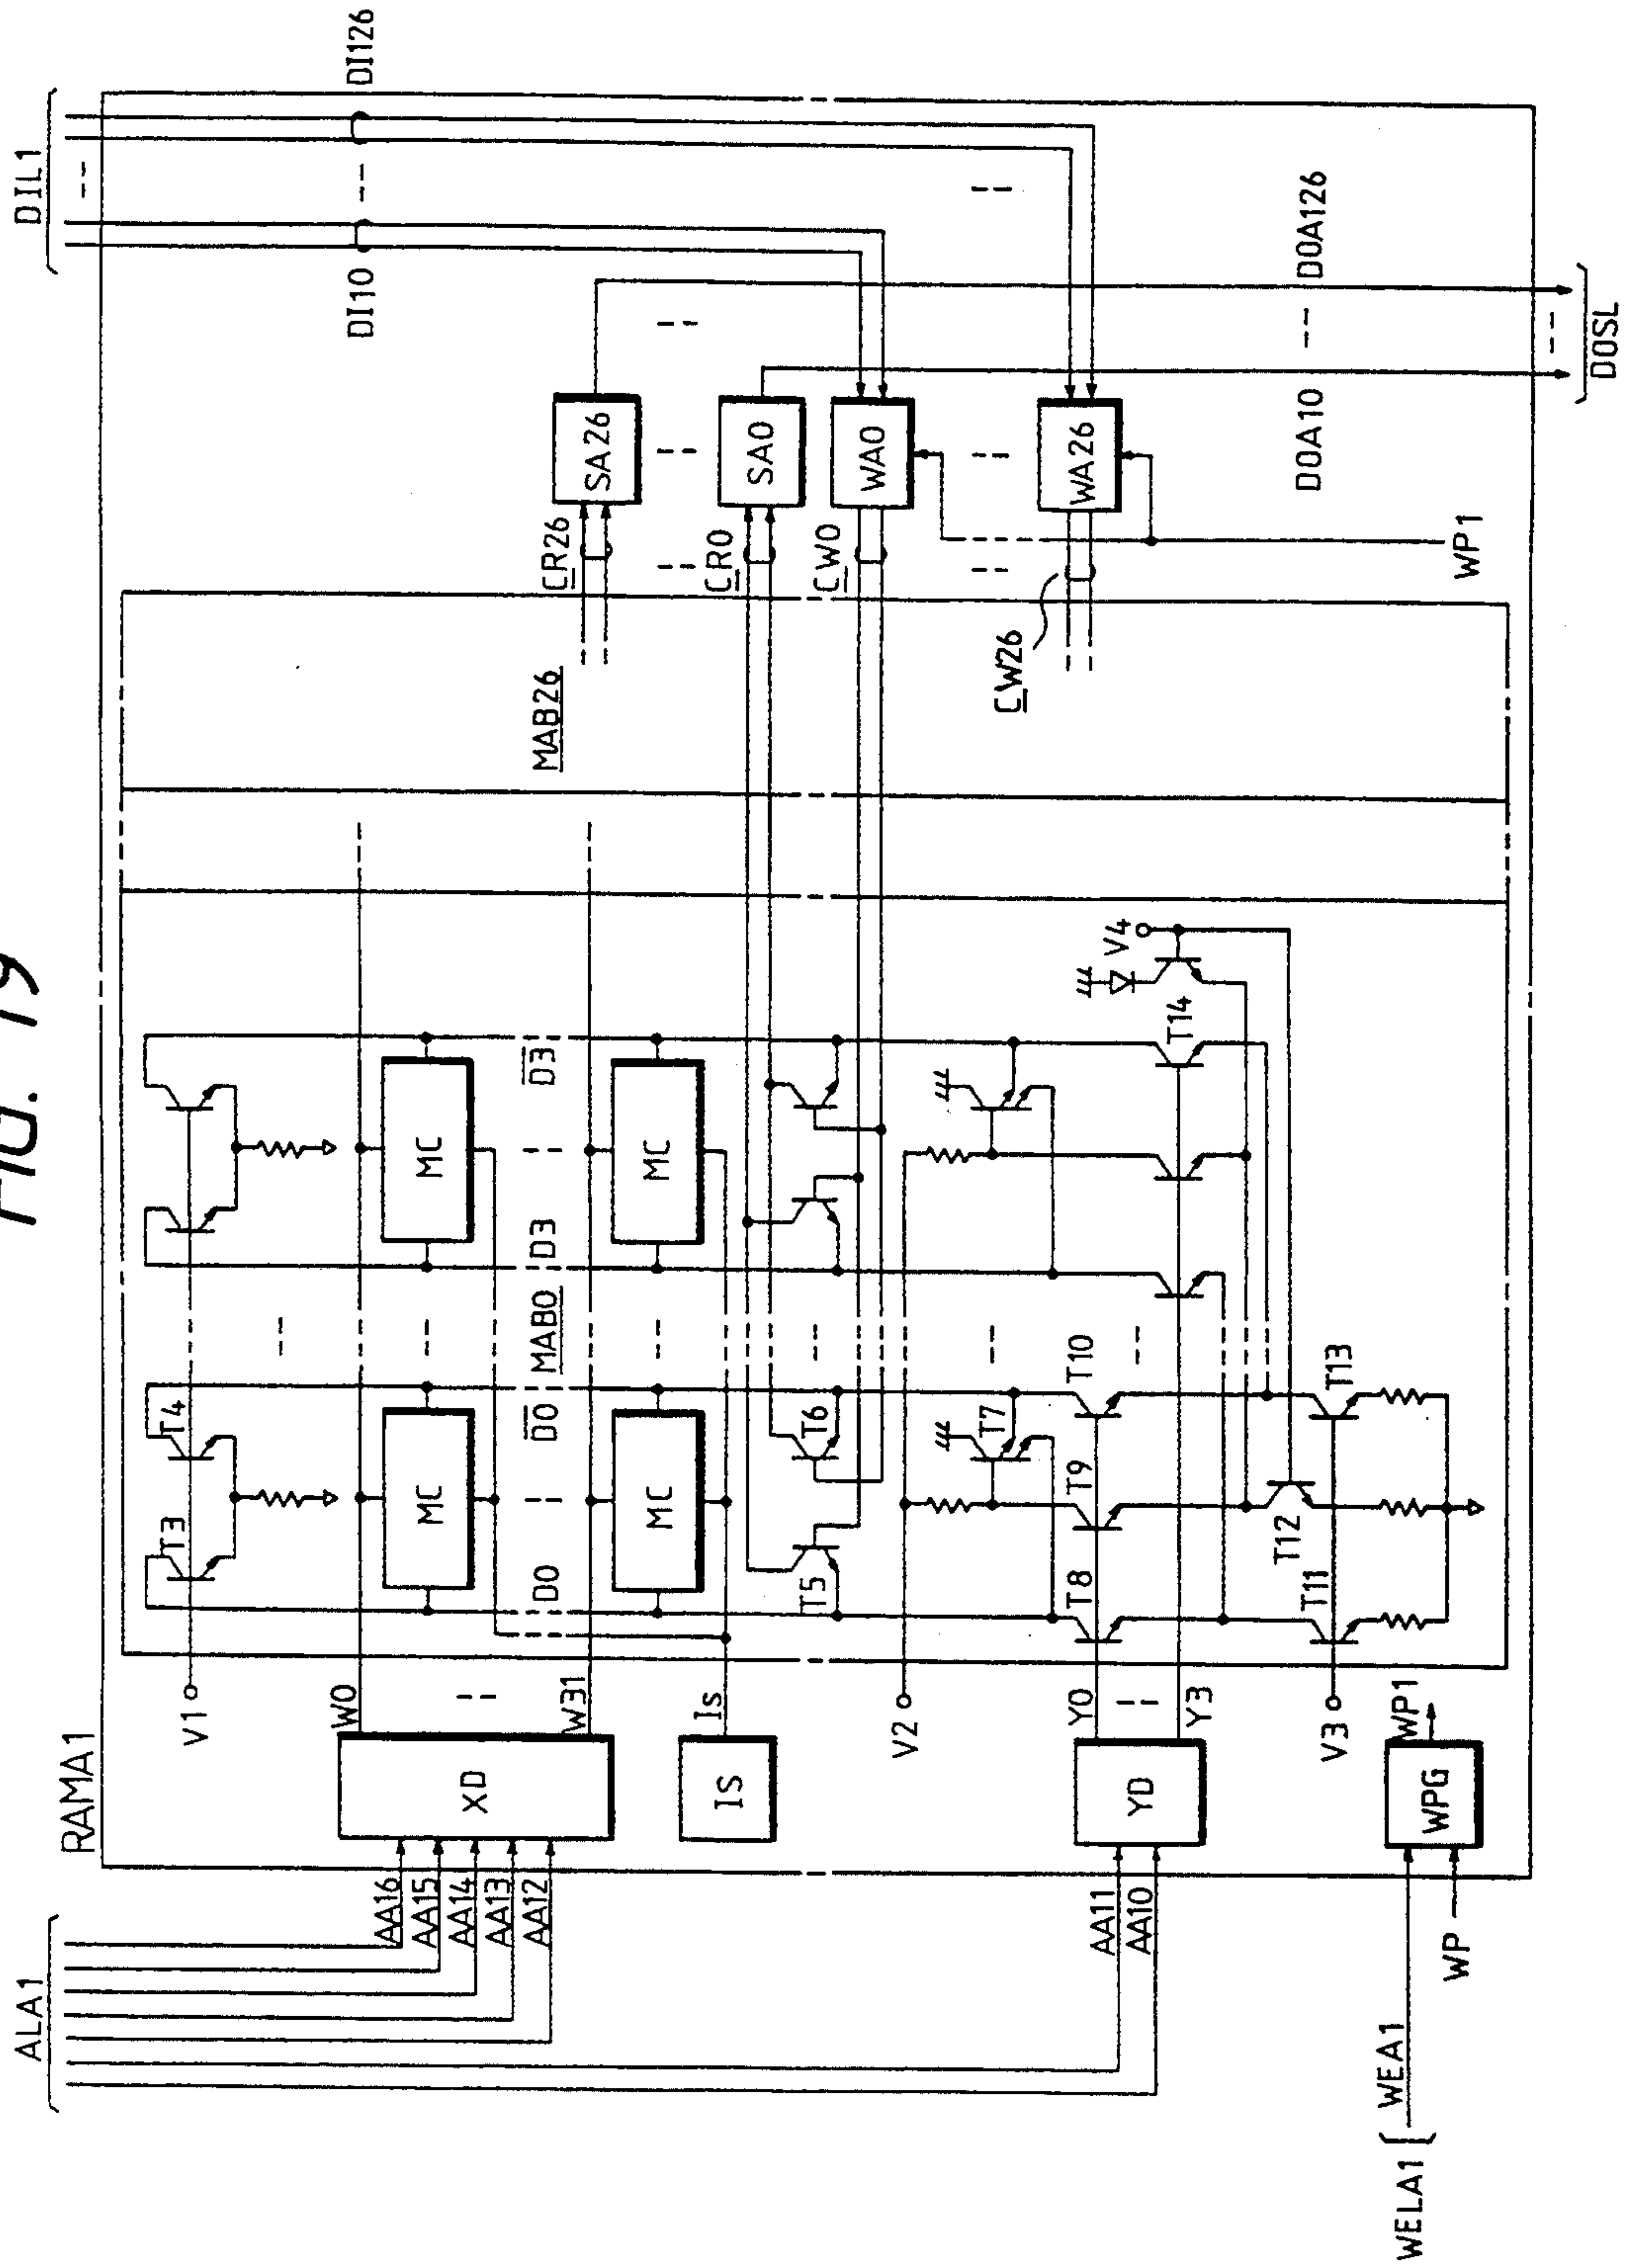 FIG. 19
RAMA1
ALA1
AA16
AA15
AA14
AA13
AA12
AA11
AA10
WELA1
WEA1
WP
XD
IS
YD
WPG
WP1
V1
W0
W31
Is
V2
Y0
Y3
V3
T3
T4
MC
MC
MC
MC
D0
D̅0̅
MAB0
D3
D̅3̅
T5
T6
T7
T8
T9
T10
T11
T12
T13
T14
V4
MAB26
CR26
CR0
CW0
CW26
SA26
SA0
WA0
WA26
WP1
DIL1
DI10
DI126
DOA10
DOA126
DOSL